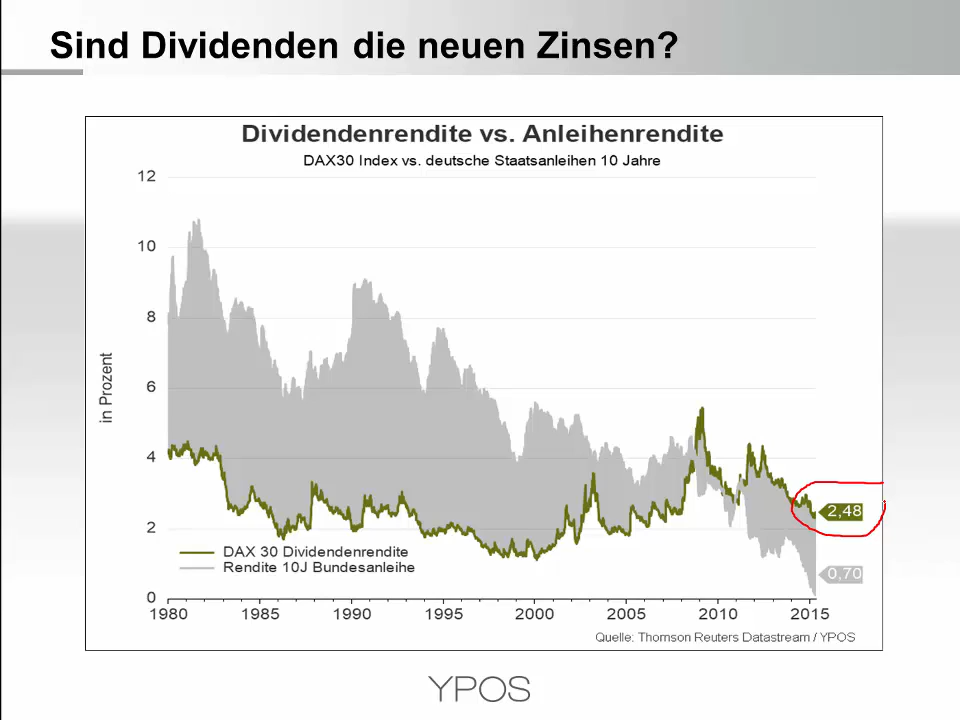 Sind Dividenden die neuen Zinsen?
Dividendenrendite vs. Anleihenrendite
DAX30 Index vs. deutsche Staatsanleihen 10 Jahre
12
10
8
6
4
2
0
in Prozent
2,48
0,70
DAX 30 Dividendenrendite
Rendite 10J Bundesanleihe
1980 1985 1990 1995 2000 2005 2010 2015
Quelle: Thomson Reuters Datastream / YPOS
YPOS